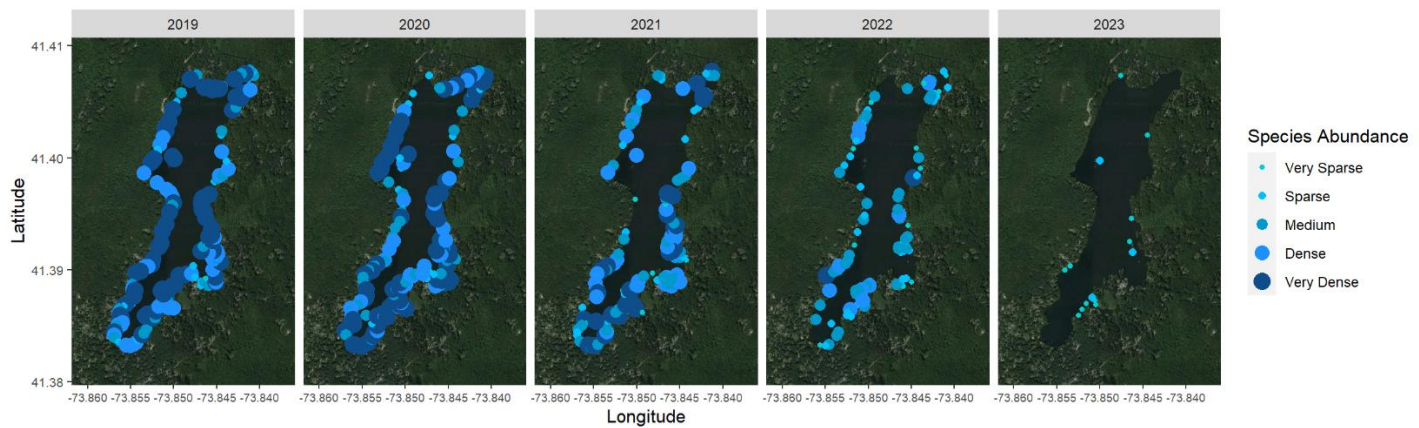 2019 2020 2021 2022 2023
Latitude
41.41
41.40
41.39
41.38
-73.860 -73.855 -73.850 -73.845 -73.840 -73.860 -73.855 -73.850 -73.845 -73.840 -73.860 -73.855 -73.850 -73.845 -73.840 -73.860 -73.855 -73.850 -73.845 -73.840 -73.860 -73.855 -73.850 -73.845 -73.840
Longitude
Species Abundance
Very Sparse
Sparse
Medium
Dense
Very Dense